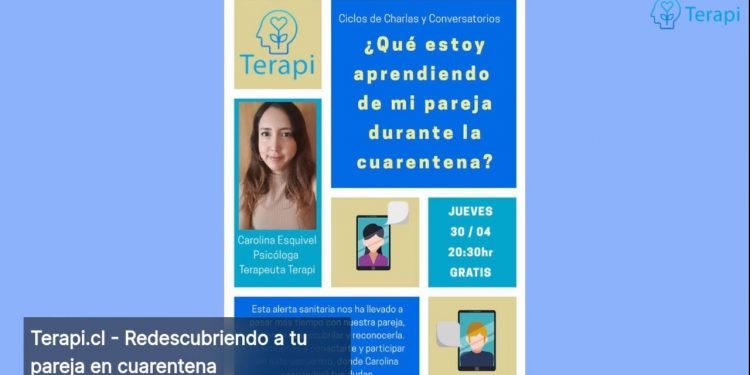 Terapi
Ciclos de Charlas y Conversatorios
¿Qué estoy
aprendiendo
de mi pareja
durante la
cuarentena?
Terapi
Carolina Esquivel
Psicóloga
Terapeuta Terapi
JUEVES
30 / 04
20:30hr
GRATIS
Esta alerta sanitaria nos ha llevado a
pasar más tiempo con nuestra pareja,
y reconocerla.
y participar
donde Carolina
dudas
Terapi.cl - Redescubriendo a tu
pareja en cuarentena